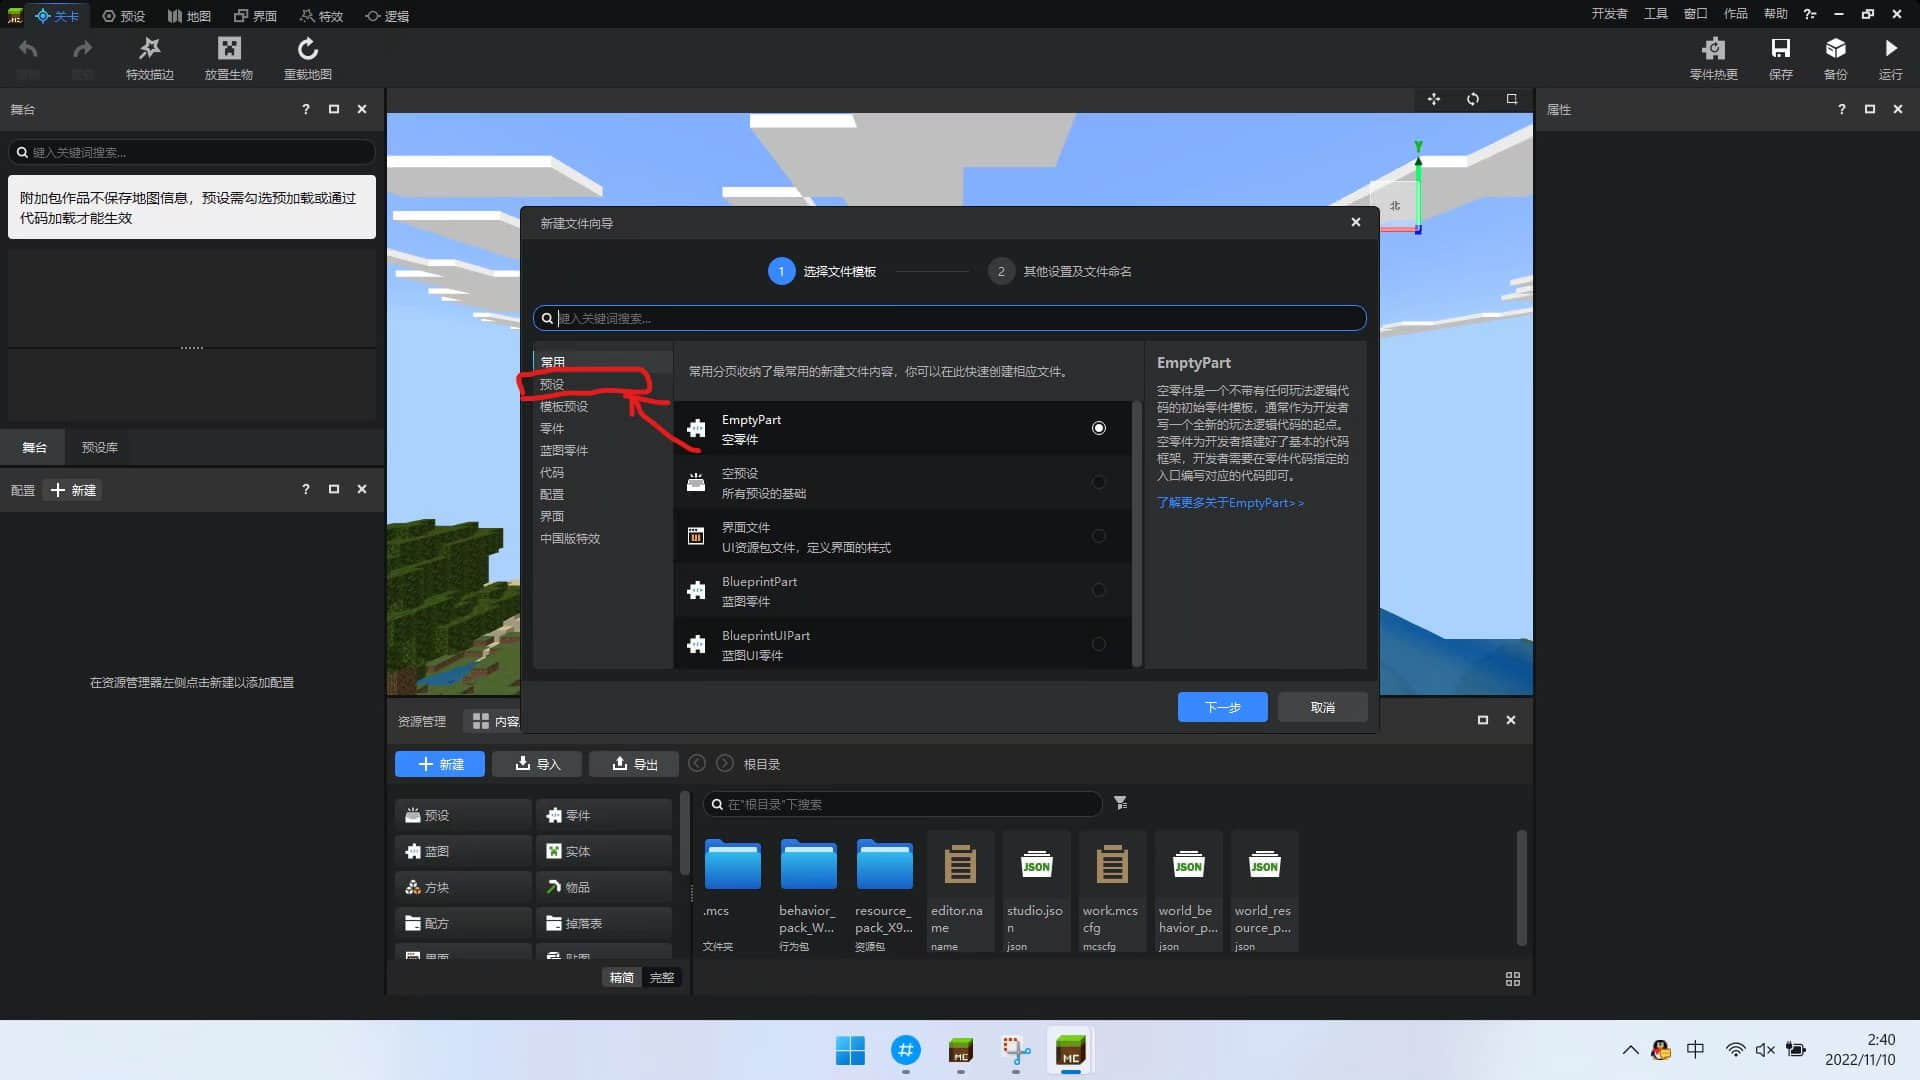 关卡
预设
地图
界面
特效
逻辑
开发者
工具
窗口
作品
帮助
特效描边
放置生物
重载地图
零件热更
保存
备份
运行
舞台
键入关键词搜索...
附加包作品不保存地图信息，预设需勾选预加载或通过
代码加载才能生效
舞台
预设库
配置
新建
在资源管理器左侧点击新建以添加配置
属性
Y
北
新建文件向导
1 选择文件模板
2 其他设置及文件命名
键入关键词搜索...
常用
预设
模板预设
零件
蓝图零件
代码
配置
界面
中国版特效
常用分页收纳了最常用的新建文件内容，你可以在此快速创建相应文件。
EmptyPart
空零件
空预设
所有预设的基础
界面文件
UI资源包文件，定义界面的样式
BlueprintPart
蓝图零件
BlueprintUIPart
蓝图UI零件
EmptyPart
空零件是一个不带有任何玩法逻辑代
码的初始零件模板，通常作为开发者
写一个全新的玩法逻辑代码的起点。
空零件为开发者搭建好了基本的代码
框架，开发者需要在零件代码指定的
入口编写对应的代码即可。
了解更多关于EmptyPart>>
下一步
取消
资源管理
内容
新建
导入
导出
根目录
预设
零件
蓝图
实体
方块
物品
配方
掉落表
精简
完整
在"根目录"下搜索
.mcs
文件夹
behavior_
pack_W...
行为包
resource_
pack_X9...
资源包
editor.na
me
name
JSON
studio.jso
n
json
work.mcs
cfg
mcscfg
JSON
world_be
havior_p...
json
JSON
world_res
ource_p...
json
MC
MC
中
2:40
2022/11/10